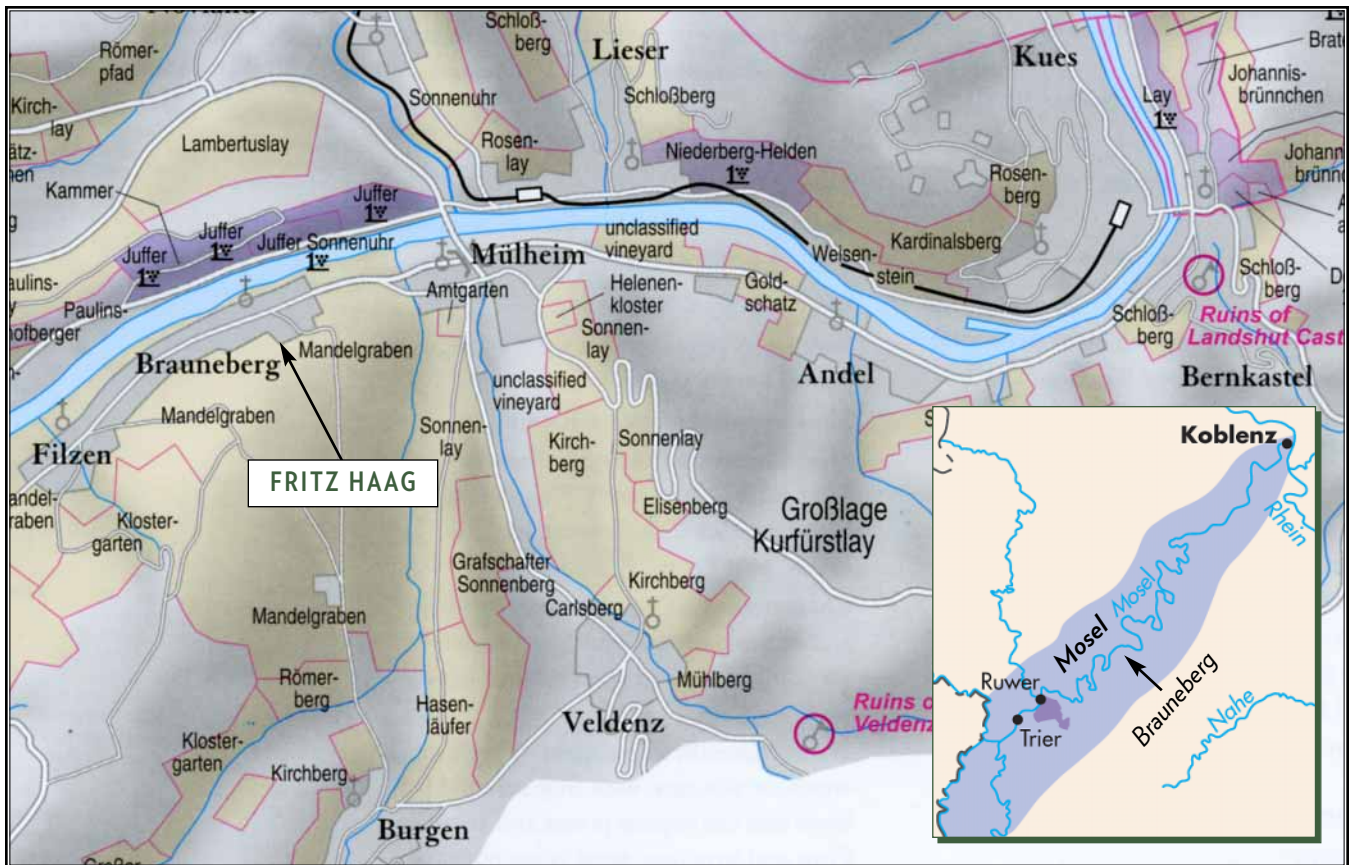 Römer-
pfad
Schloß-
berg
Lieser
Kues
Johannis-
brünnchen
Kirch-
lay
Sonnenuhr
Schloßberg
Lay
1
Lambertuslay
Rosen-
lay
Niederberg-Helden
1
Kammer
Juffer
1
Rosen-
berg
Juffer
1
Juffer Sonnenuhr
1
Juffer
1
unclassified
vineyard
Kardinalsberg
Mülheim
Weisen-
stein
Schloß-
berg
Paulins-
hofberger
Amtgarten
Helenen-
kloster
Gold-
schatz
Sonnen-
lay
Schloß-
berg
Ruins of
Landshut Cast
Brauneberg
Mandelgraben
Andel
Bernkastel
unclassified
vineyard
Mandelgraben
Filzen
Sonnen-
lay
Kirch-
berg
Sonnenlay
FRITZ HAAG
Kloster-
garten
Elisenberg
Großlage
Kurfürstlay
Grafschafter
Sonnenberg
Kirchberg
Carlsberg
Mandelgraben
Römer-
berg
Mühlberg
Hasen-
läufer
Veldenz
Ruins o
Veldenz
Kloster-
garten
Kirchberg
Burgen
Koblenz
Rhein
Mosel
Mosel
Ruwer
Trier
Brauneberg
Nahe